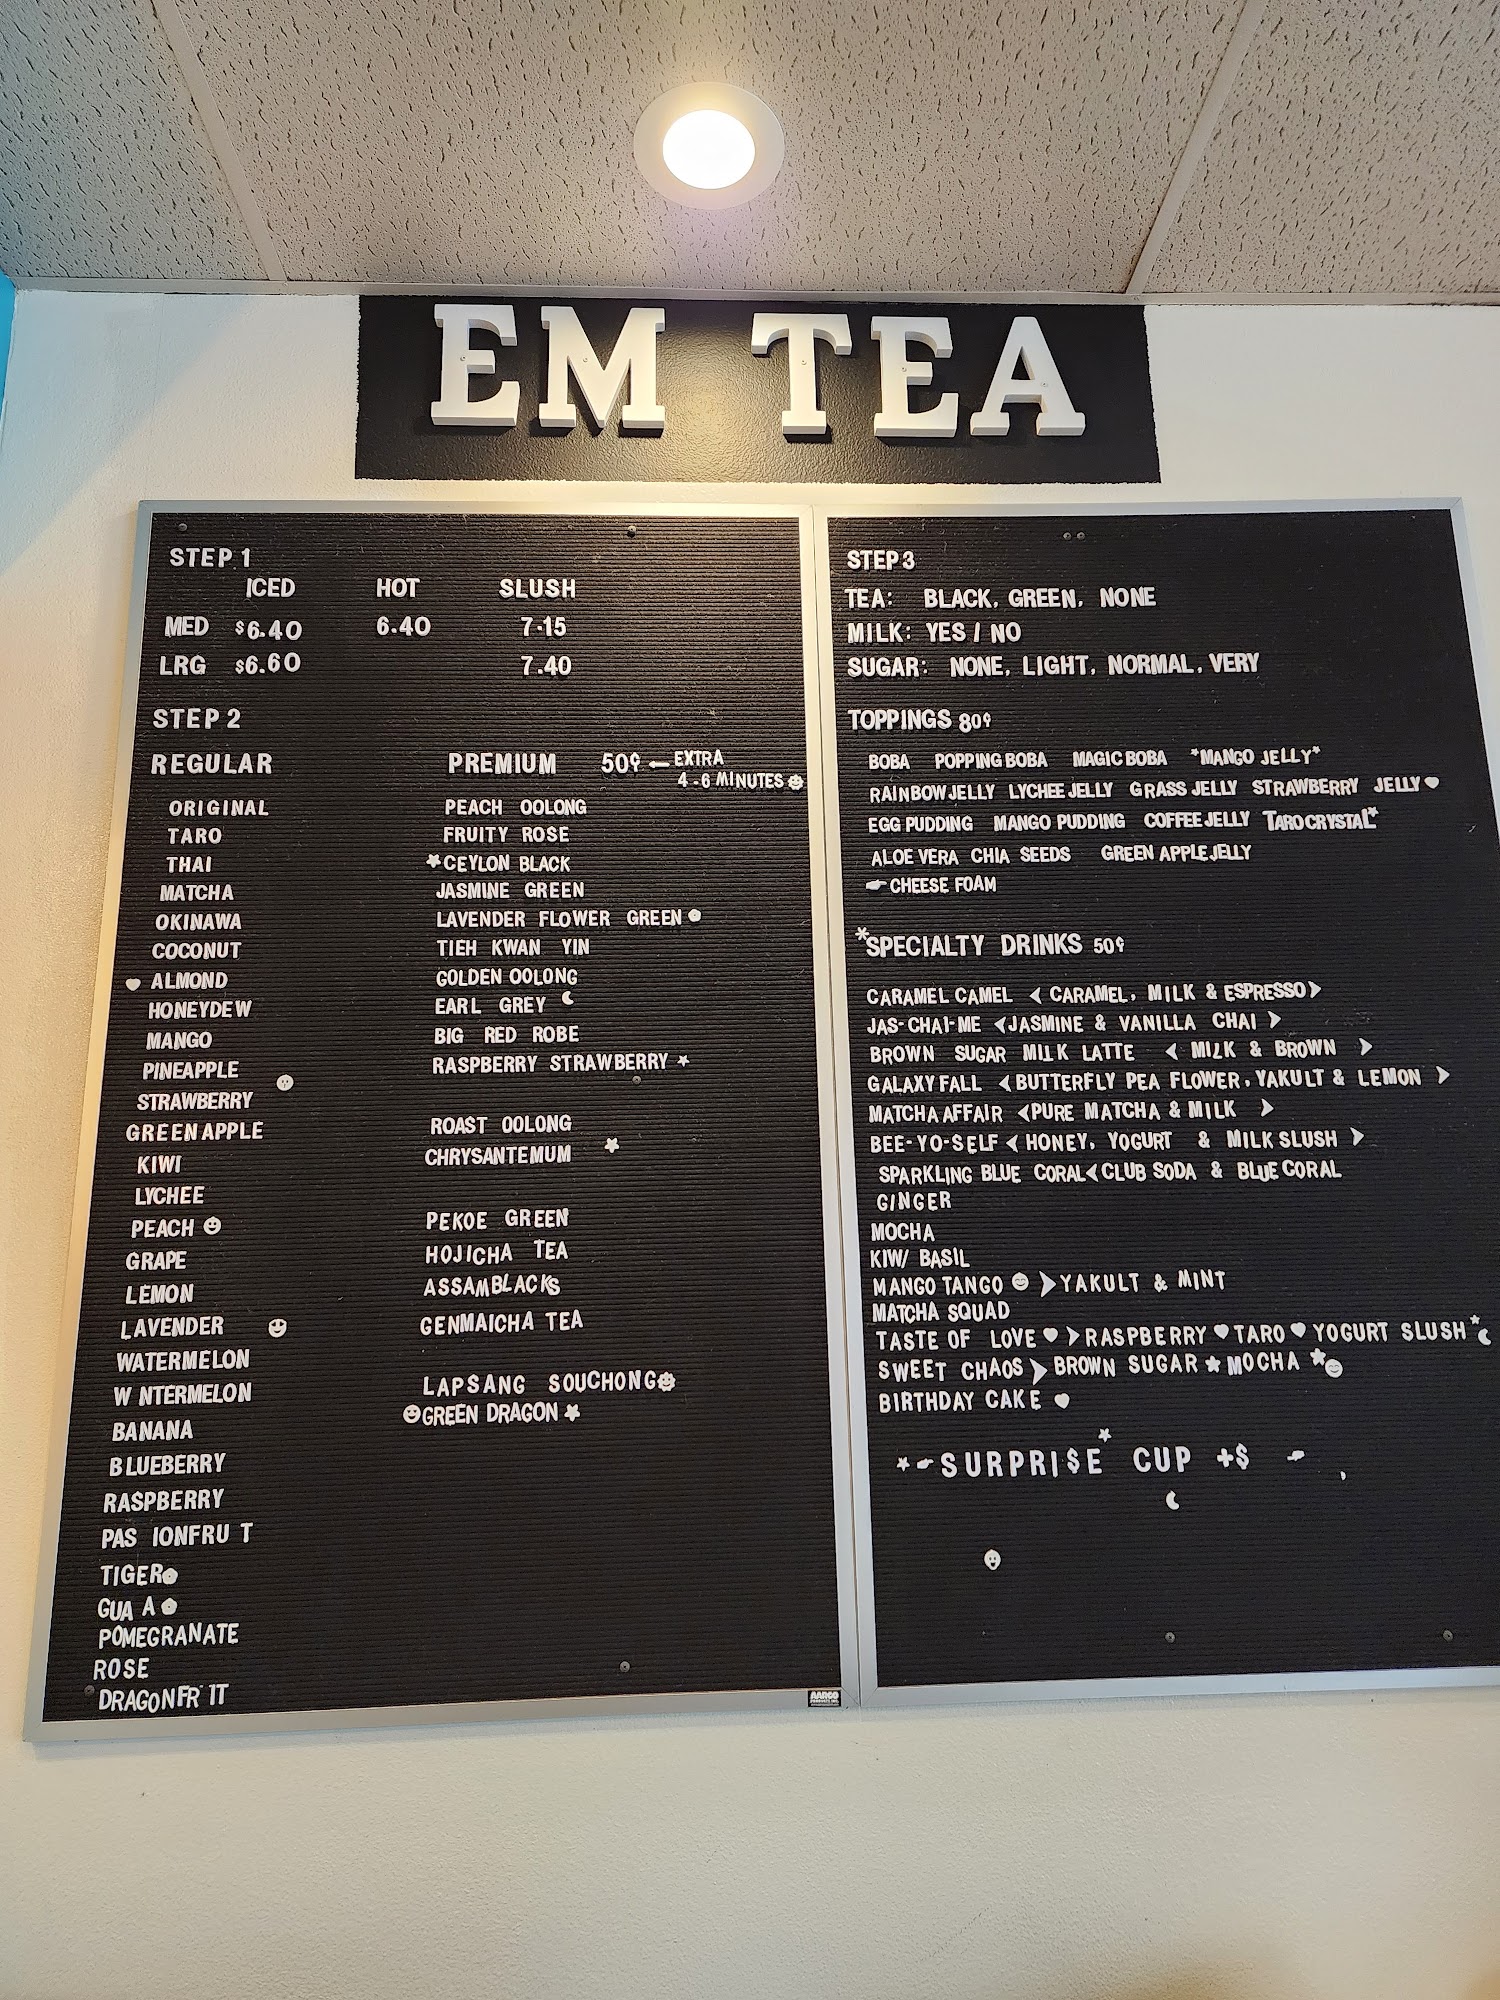 EM TEA
STEP 1
ICED HOT SLUSH
MED $6.40 6.40 7.15
LRG $6.60 7.40
STEP 2
REGULAR
ORIGINAL
TARO
THAI
MATCHA
OKINAWA
COCONUT
ALMOND
HONEYDEW
MANGO
PINEAPPLE
STRAWBERRY
GREEN APPLE
KIWI
LYCHEE
PEACH
GRAPE
LEMON
LAVENDER
WATERMELON
W NTERMELON
BANANA
BLUEBERRY
RASPBERRY
PAS IONFRU T
TIGER
GUA A
POMEGRANATE
ROSE
DRAGONFR IT
PREMIUM 50¢ ← EXTRA
4-6 MINUTES
PEACH OOLONG
FRUITY ROSE
CEYLON BLACK
JASMINE GREEN
LAVENDER FLOWER GREEN
TIEH KWAN YIN
GOLDEN OOLONG
EARL GREY
BIG RED ROBE
RASPBERRY STRAWBERRY
ROAST OOLONG
CHRYSANTEMUM
PEKOE GREEN
HOJICHA TEA
ASSAMBLACKS
GENMAICHA TEA
LAPSANG SOUCHONG
GREEN DRAGON
AARCO
STEP 3
TEA: BLACK, GREEN, NONE
MILK: YES / NO
SUGAR: NONE, LIGHT, NORMAL, VERY
TOPPINGS 80¢
BOBA POPPING BOBA MAGIC BOBA *MANGO JELLY*
RAINBOW JELLY LYCHEE JELLY GRASS JELLY STRAWBERRY JELLY
EGG PUDDING MANGO PUDDING COFFEE JELLY TARO CRYSTAL*
ALOE VERA CHIA SEEDS GREEN APPLE JELLY
CHEESE FOAM
*SPECIALTY DRINKS 50¢
CARAMEL CAMEL < CARAMEL, MILK & ESPRESSO >
JAS-CHAI-ME < JASMINE & VANILLA CHAI >
BROWN SUGAR MILK LATTE < MILK & BROWN >
GALAXY FALL < BUTTERFLY PEA FLOWER, YAKULT & LEMON >
MATCHA AFFAIR < PURE MATCHA & MILK >
BEE-YO-SELF < HONEY, YOGURT & MILK SLUSH >
SPARKLING BLUE CORAL < CLUB SODA & BLUE CORAL
GINGER
MOCHA
KIW/ BASIL
MANGO TANGO > YAKULT & MINT
MATCHA SQUAD
TASTE OF LOVE ♥ > RASPBERRY ♥ TARO ♥ YOGURT SLUSH
SWEET CHAOS > BROWN SUGAR ★ MOCHA
BIRTHDAY CAKE ♥
SURPRI$E CUP +$